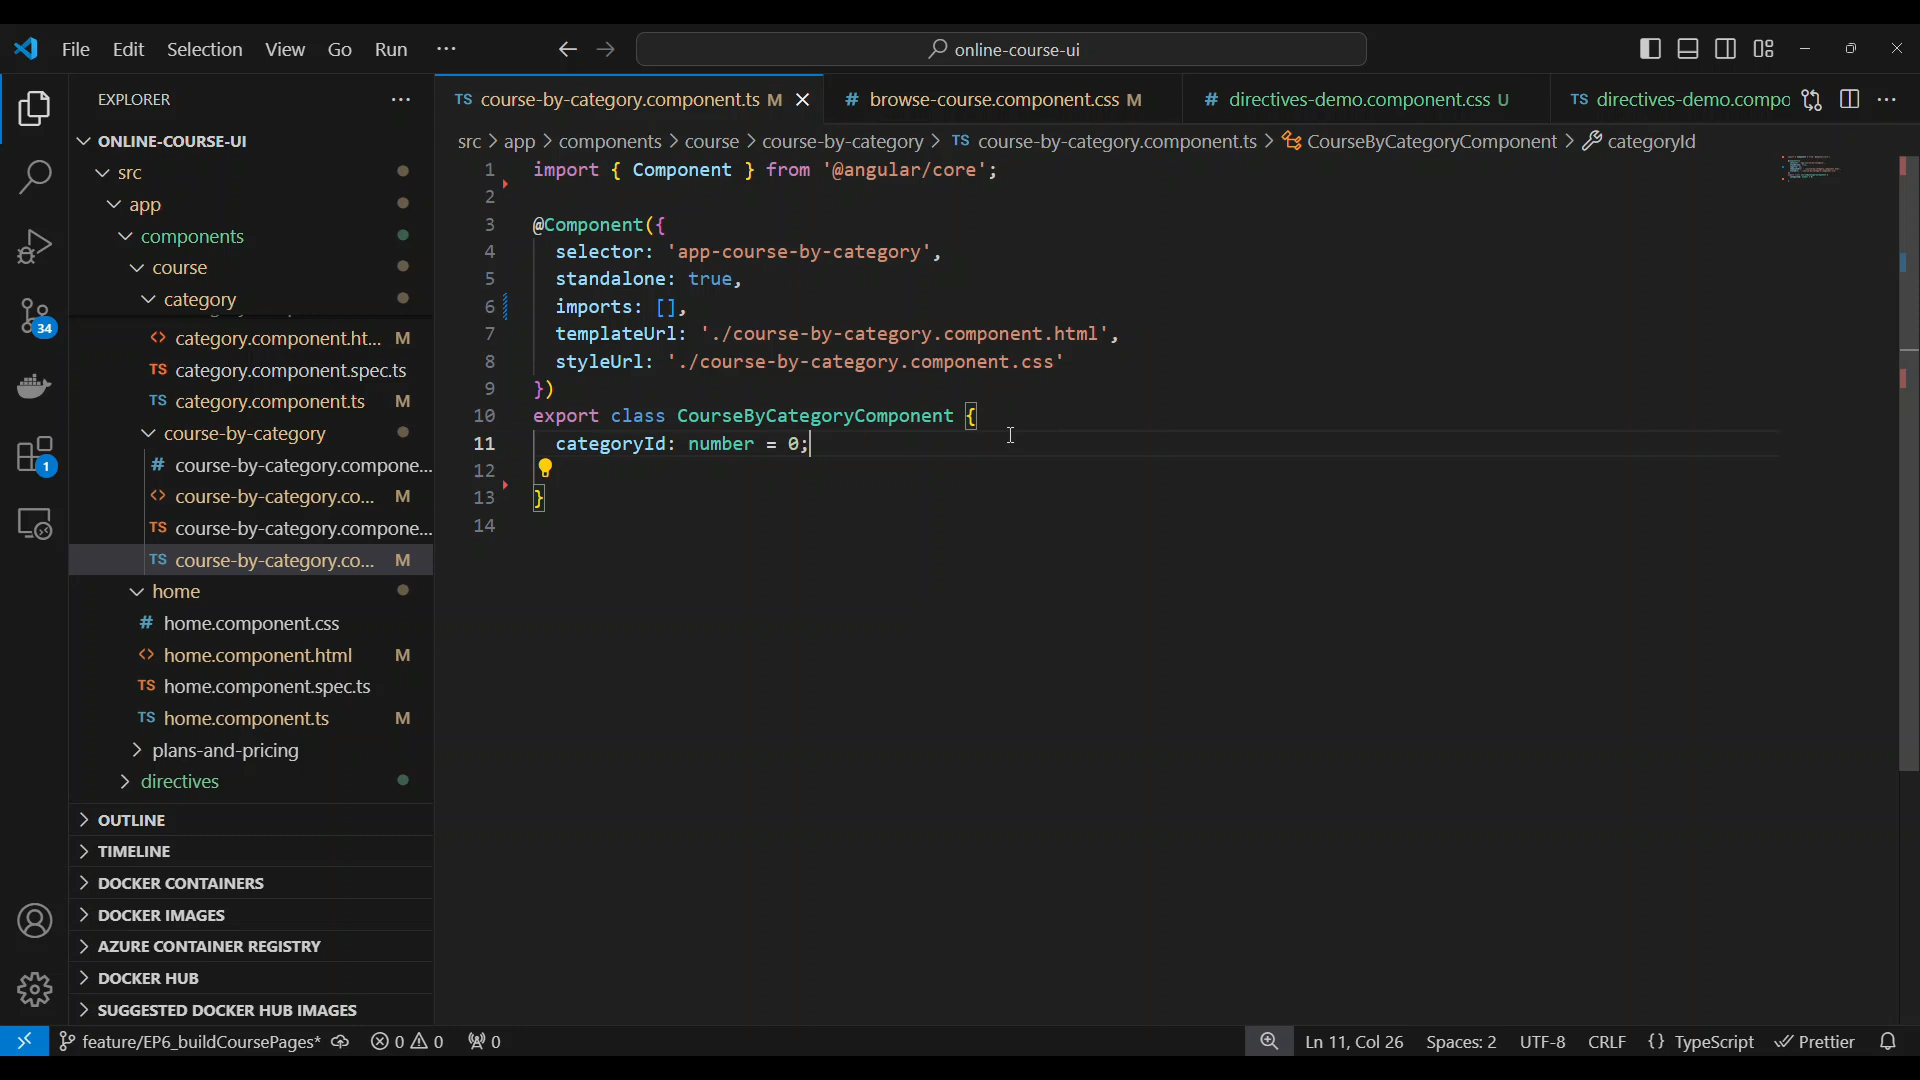 File Edit Selection View Go Run ···
online-course-ui
EXPLORER
TS course-by-category.component.ts M
# browse-course.component.css M
# directives-demo.component.css U
TS directives-demo.compo
src > app > components > course > course-by-category > TS course-by-category.component.ts > CourseByCategoryComponent > categoryId
ONLINE-COURSE-UI
src
app
components
course
category
<> category.component.ht... M
TS category.component.spec.ts
TS category.component.ts M
course-by-category
# course-by-category.compone...
<> course-by-category.co... M
TS course-by-category.compone...
TS course-by-category.co... M
home
# home.component.css
<> home.component.html M
TS home.component.spec.ts
TS home.component.ts M
plans-and-pricing
directives
OUTLINE
TIMELINE
DOCKER CONTAINERS
DOCKER IMAGES
AZURE CONTAINER REGISTRY
DOCKER HUB
SUGGESTED DOCKER HUB IMAGES
34
1
1 import { Component } from '@angular/core';
2
3 @Component({
4 selector: 'app-course-by-category',
5 standalone: true,
6 imports: [],
7 templateUrl: './course-by-category.component.html',
8 styleUrl: './course-by-category.component.css'
9 })
10 export class CourseByCategoryComponent {
11 categoryId: number = 0;
12
13 }
14
feature/EP6_buildCoursePages* 0 0 0 Ln 11, Col 26 Spaces: 2 UTF-8 CRLF {} TypeScript Prettier